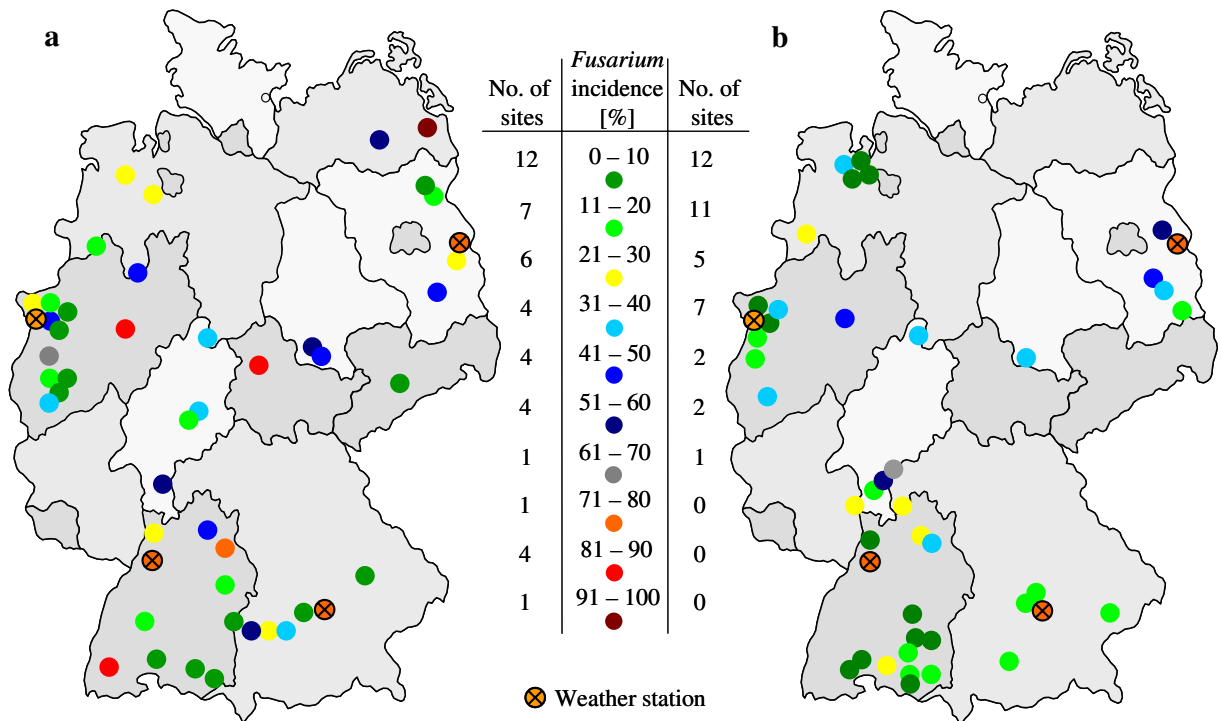 a
b
Fusarium
No. of incidence No. of
sites [%] sites
12 0 – 10 12
7 11 – 20 11
6 21 – 30 5
4 31 – 40 7
4 41 – 50 2
4 51 – 60 2
1 61 – 70 1
1 71 – 80 0
4 81 – 90 0
1 91 – 100 0
Weather station